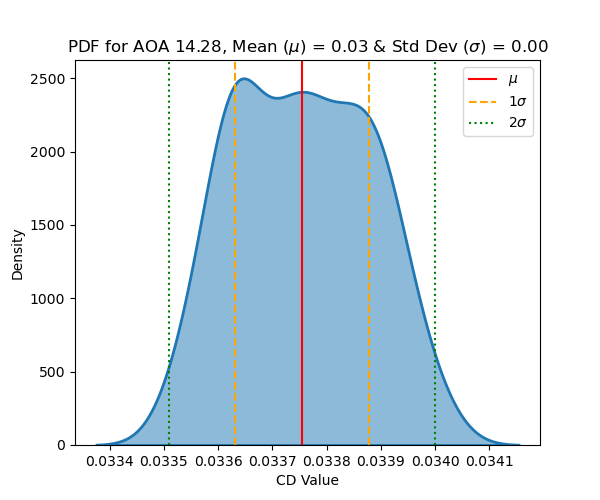 PDF for AOA 14.28, Mean (μ) = 0.03 & Std Dev (σ) = 0.00
μ
1σ
2σ
2500
2000
1500
1000
500
0
Density
0.0334 0.0335 0.0336 0.0337 0.0338 0.0339 0.0340 0.0341
CD Value